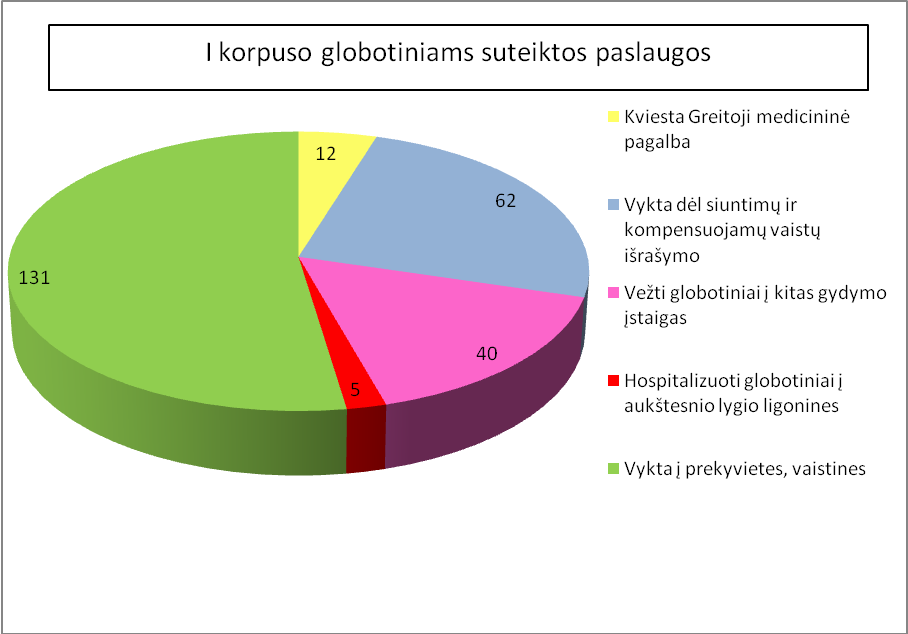 I korpuso globotiniams suteiktos paslaugos
12
62
131
40
5
Kviesta Greitoji medicininė
pagalba
Vykta dėl siuntimų ir
kompensuojamų vaistų
išrašymo
Vežti globotiniai į kitas gydymo
įstaigas
Hospitalizuoti globotiniai į
aukštesnio lygio ligonines
Vykta į prekyvietes, vaistines